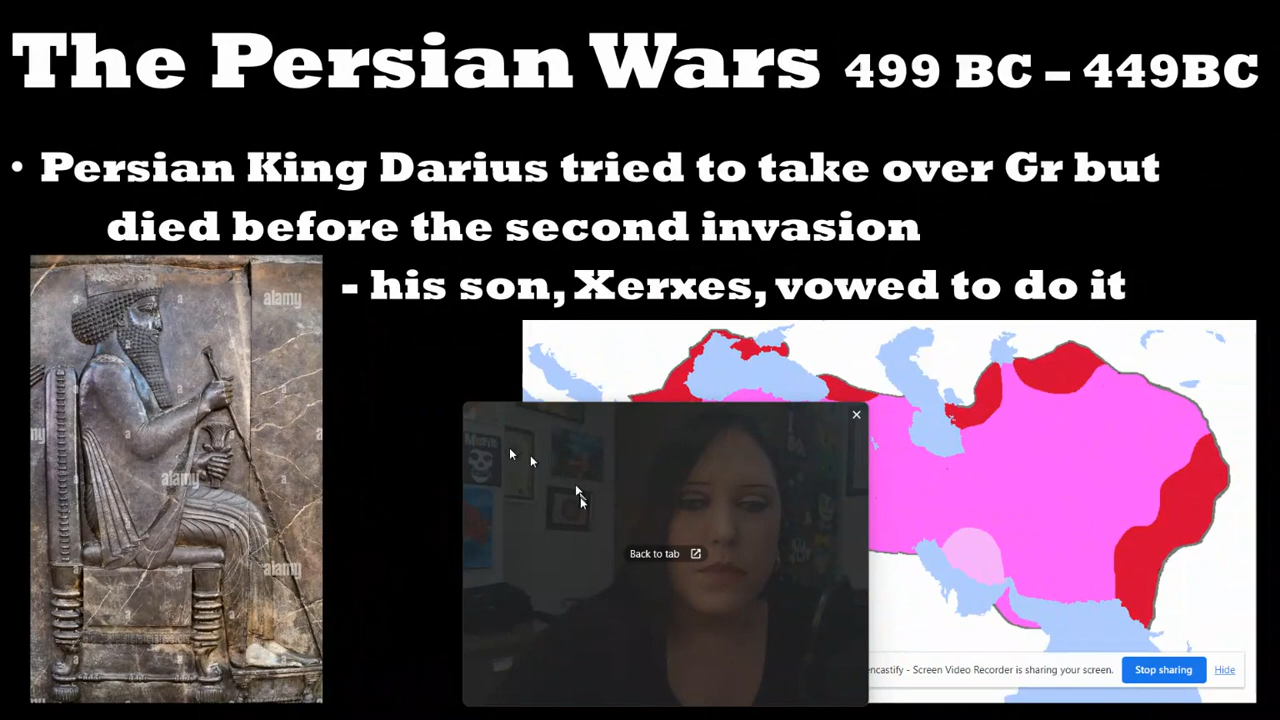 The Persian Wars 499 BC – 449BC
• Persian King Darius tried to take over Gr but
died before the second invasion
- his son, Xerxes, vowed to do it
alamy
alamy
alamy
Back to tab
encastify - Screen Video Recorder is sharing your screen.
Stop sharing
Hide